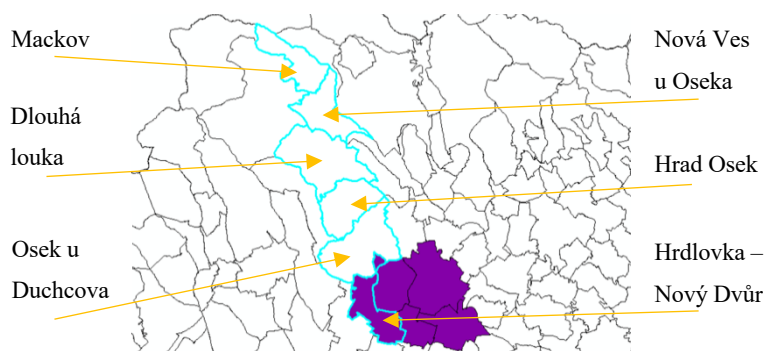 Mackov
Dlouhá
louka
Osek u
Duchcova
Nová Ves
u Oseka
Hrad Osek
Hrdlovka –
Nový Dvůr